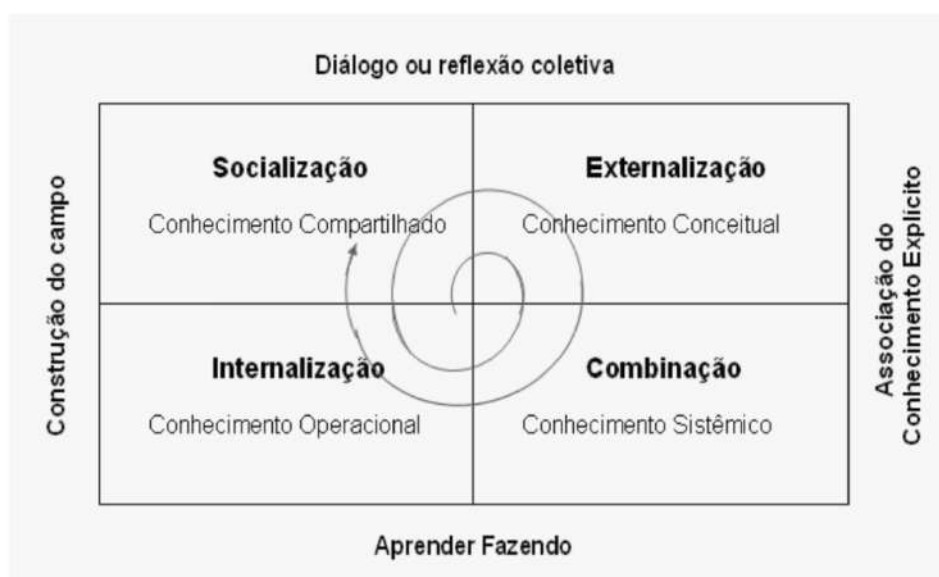 Diálogo ou reflexão coletiva
Construção do campo
Socialização
Conhecimento Compartilhado
Externalização
Conhecimento Conceitual
Internalização
Conhecimento Operacional
Combinação
Conhecimento Sistêmico
Associação do
Conhecimento Explícito
Aprender Fazendo